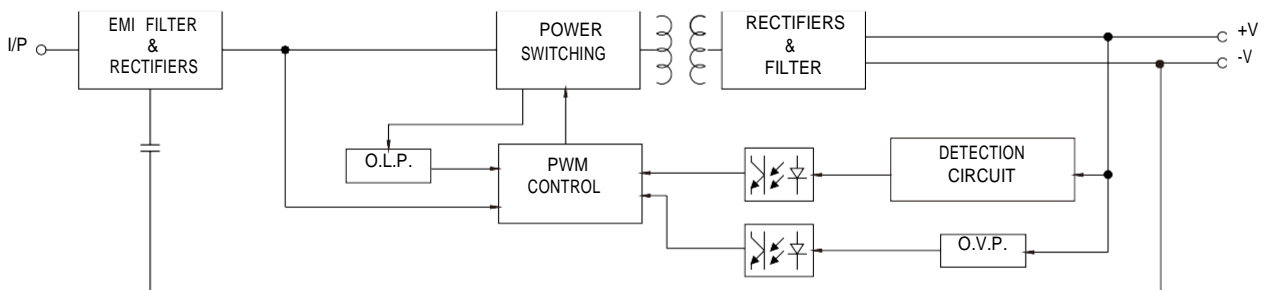 I/P
EMI FILTER
&
RECTIFIERS
POWER
SWITCHING
RECTIFIERS
&
FILTER
+V
-V
O.L.P.
PWM
CONTROL
DETECTION
CIRCUIT
O.V.P.